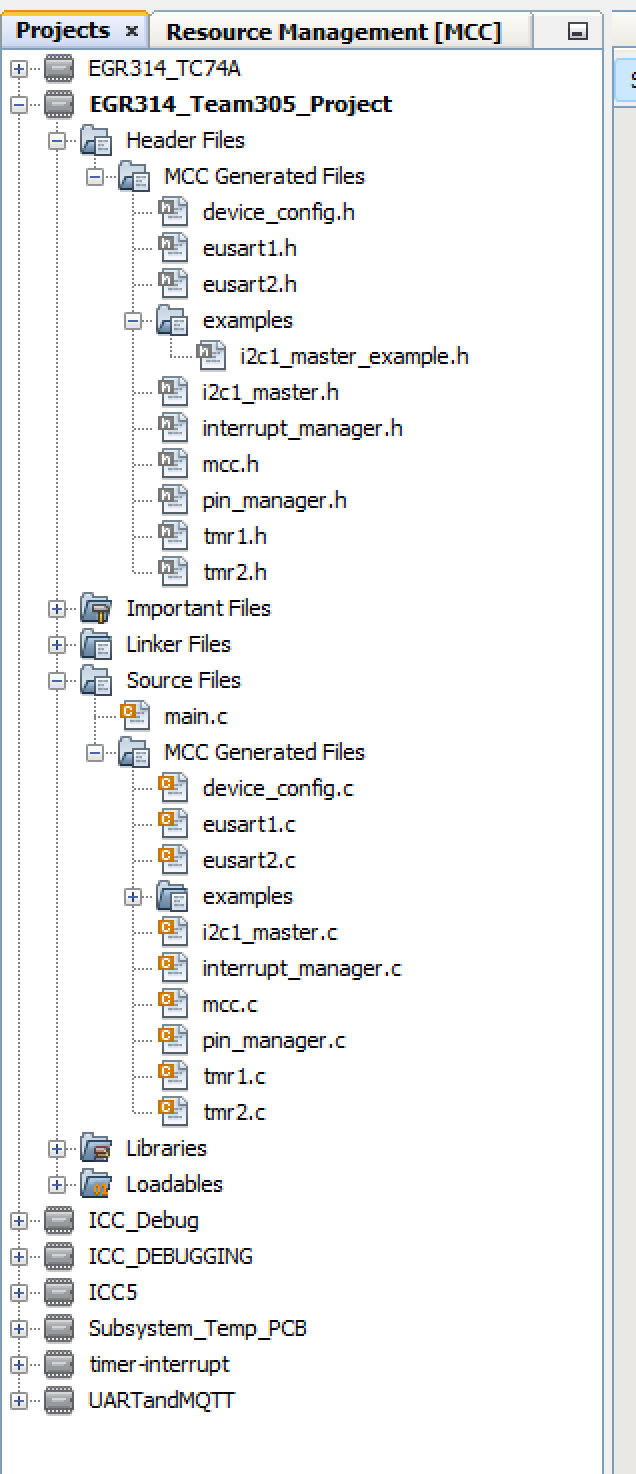 Projects × Resource Management [MCC]
EGR314_TC74A
EGR314_Team305_Project
Header Files
MCC Generated Files
device_config.h
eusart1.h
eusart2.h
examples
i2c1_master_example.h
i2c1_master.h
interrupt_manager.h
mcc.h
pin_manager.h
tmr1.h
tmr2.h
Important Files
Linker Files
Source Files
main.c
MCC Generated Files
device_config.c
eusart1.c
eusart2.c
examples
i2c1_master.c
interrupt_manager.c
mcc.c
pin_manager.c
tmr1.c
tmr2.c
Libraries
Loadables
ICC_Debug
ICC_DEBUGGING
ICC5
Subsystem_Temp_PCB
timer-interrupt
UARTandMQTT